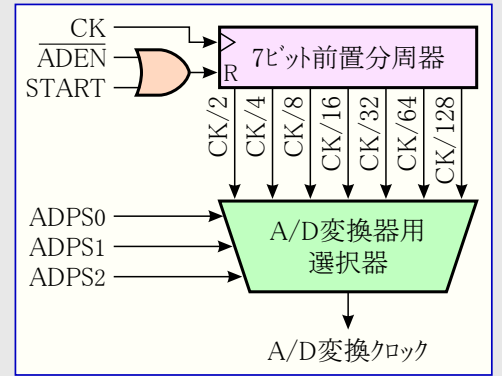 CK
ADEN
START
R
7ビット前置分周器
CK/2
CK/4
CK/8
CK/16
CK/32
CK/64
CK/128
ADPS0
ADPS1
ADPS2
A/D変換器用
選択器
A/D変換クロック